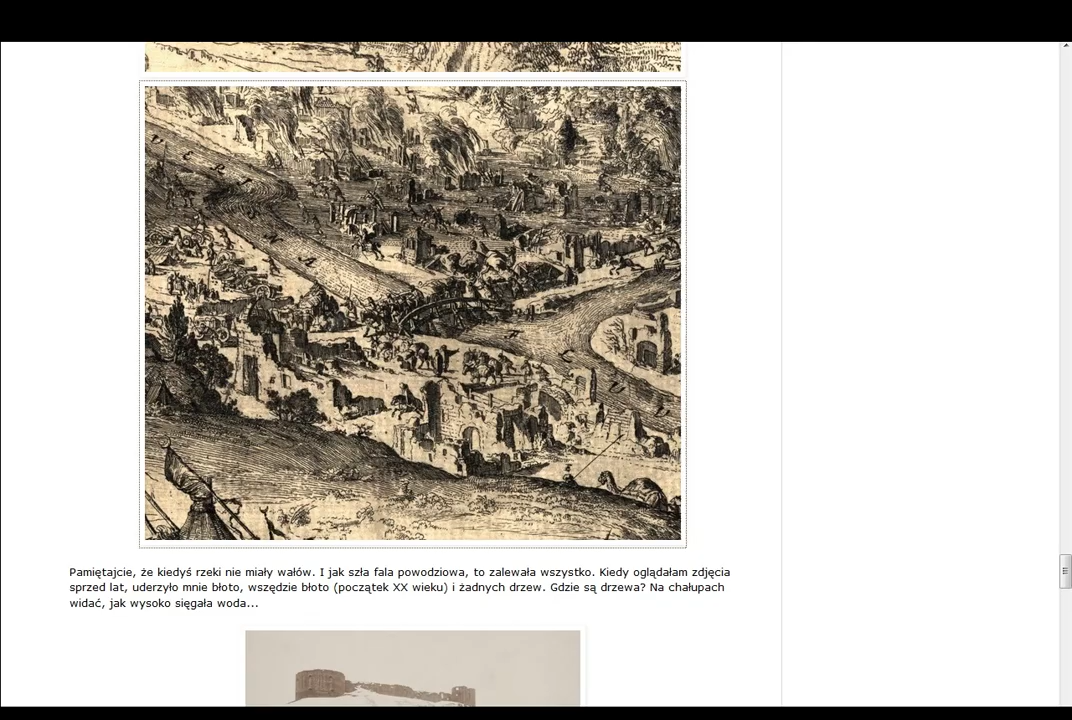 Pamiętajcie, że kiedyś rzeki nie miały wałów. I jak szła fala powodziowa, to zalewała wszystko. Kiedy oglądałam zdjęcia
sprzed lat, uderzyło mnie błoto, wszędzie błoto (początek XX wieku) i żadnych drzew. Gdzie są drzewa? Na chałupach
widać, jak wysoko sięgała woda...